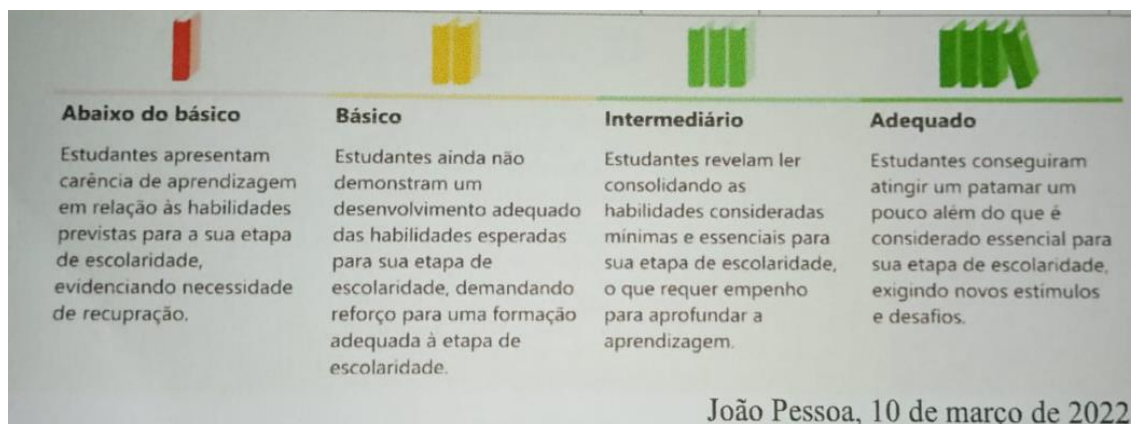 Abaixo do básico
Estudantes apresentam
carência de aprendizagem
em relação às habilidades
previstas para a sua etapa
de escolaridade,
evidenciando necessidade
de recupração.
Básico
Estudantes ainda não
demonstram um
desenvolvimento adequado
das habilidades esperadas
para sua etapa de
escolaridade, demandando
reforço para uma formação
adequada à etapa de
escolaridade.
Intermediário
Estudantes revelam ler
consolidando as
habilidades consideradas
mínimas e essenciais para
sua etapa de escolaridade,
o que requer empenho
para aprofundar a
aprendizagem.
Adequado
Estudantes conseguiram
atingir um patamar um
pouco além do que é
considerado essencial para
sua etapa de escolaridade,
exigindo novos estímulos
e desafios.
João Pessoa, 10 de março de 2022